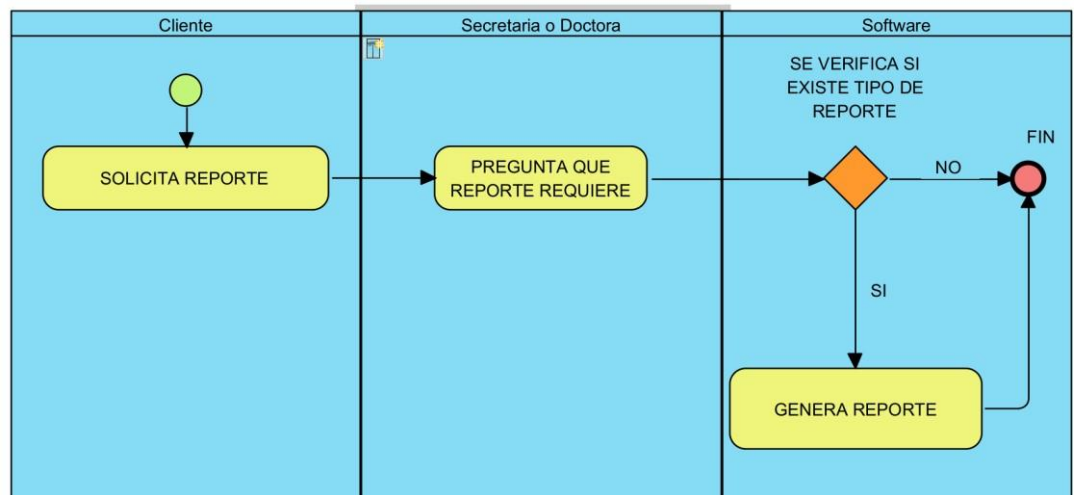 Cliente
Secretaria o Doctora
Software
SE VERIFICA SI
EXISTE TIPO DE
REPORTE
FIN
SOLICITA REPORTE
PREGUNTA QUE
REPORTE REQUIERE
NO
SI
GENERA REPORTE